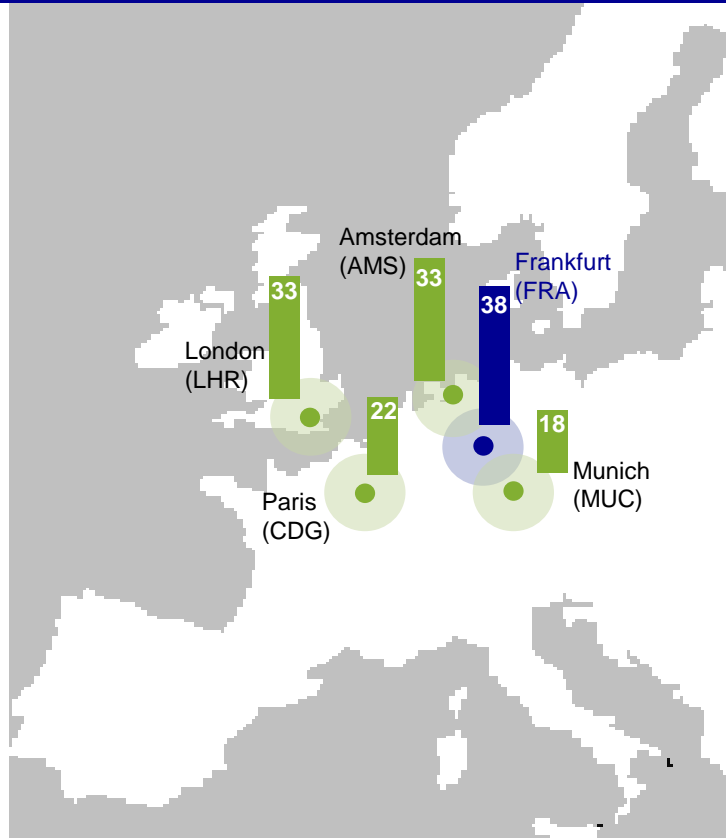 Amsterdam
(AMS)
33
Frankfurt
(FRA)
38
33
London
(LHR)
22
18
Paris
(CDG)
Munich
(MUC)